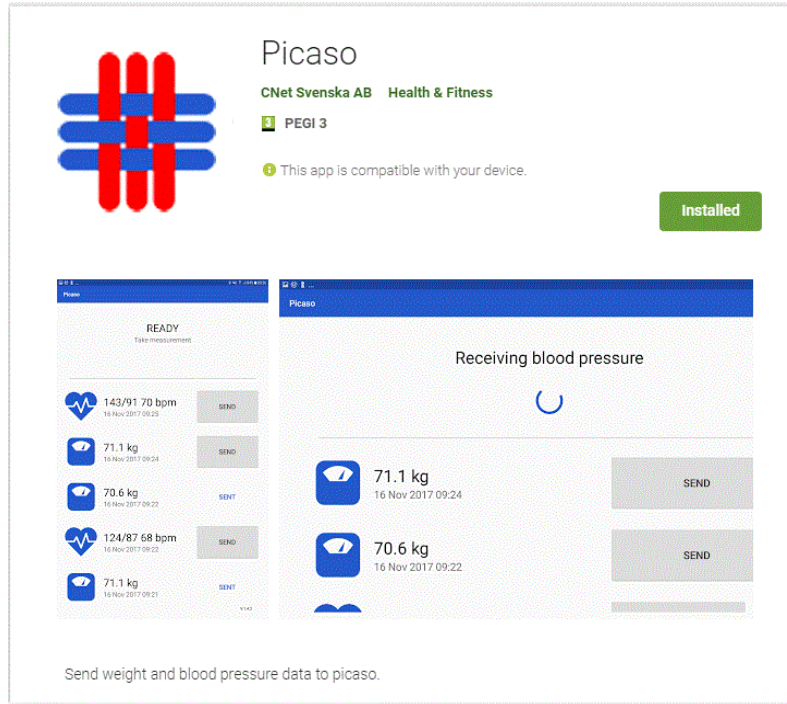 Picaso
CNet Svenska AB Health & Fitness
3 PEGI 3
This app is compatible with your device.
Installed
Picaso
READY
Take measurement
143/91 70 bpm
16 Nov 2017 09:25
SEND
71.1 kg
16 Nov 2017 09:24
SEND
70.6 kg
16 Nov 2017 09:22
SENT
124/87 68 bpm
16 Nov 2017 09:22
SEND
71.1 kg
16 Nov 2017 09:21
SENT
Picaso
Receiving blood pressure
71.1 kg
16 Nov 2017 09:24
SEND
70.6 kg
16 Nov 2017 09:22
SEND
Send weight and blood pressure data to picaso.